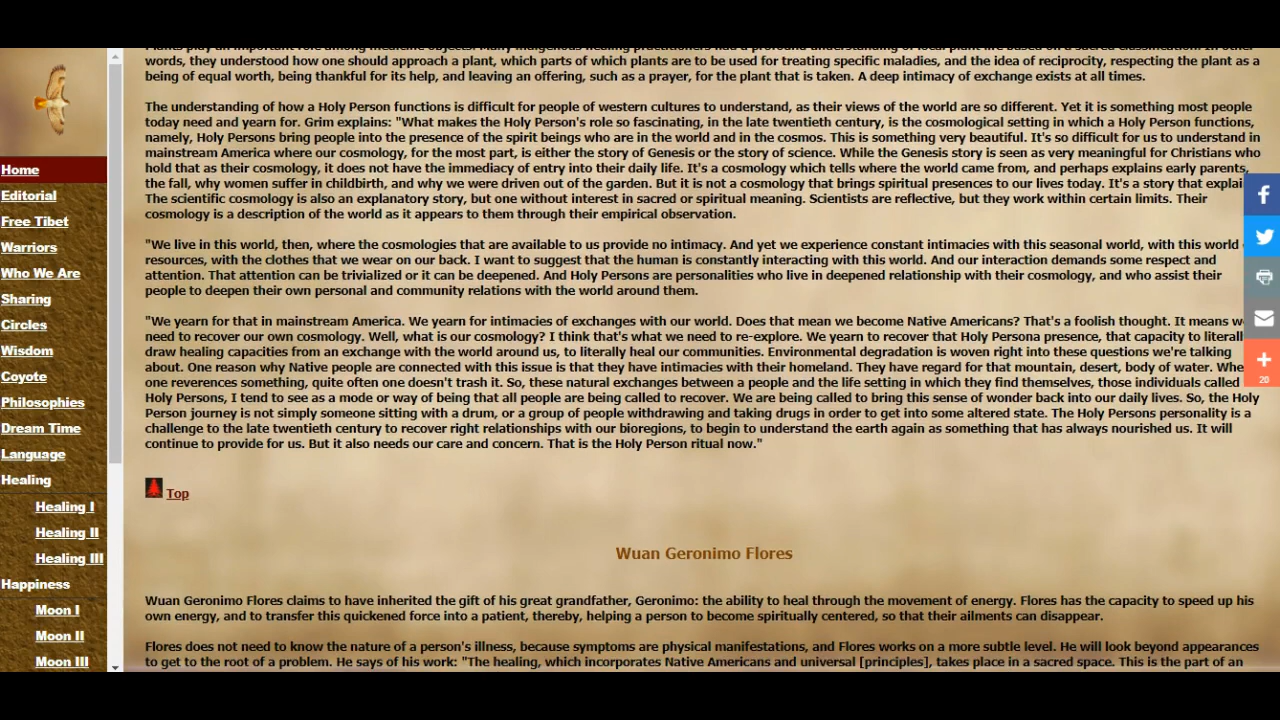 Home
Editorial
Free Tibet
Warriors
Who We Are
Sharing
Circles
Wisdom
Coyote
Philosophies
Dream Time
Language
Healing
Healing I
Healing II
Healing III
Happiness
Moon I
Moon II
Moon III
Plants play an important role among medicine objects. Many indigenous healing practitioners had a profound understanding of local plant life based on a sacred classification. In other
words, they understood how one should approach a plant, which parts of which plants are to be used for treating specific maladies, and the idea of reciprocity, respecting the plant as a
being of equal worth, being thankful for its help, and leaving an offering, such as a prayer, for the plant that is taken. A deep intimacy of exchange exists at all times.
The understanding of how a Holy Person functions is difficult for people of western cultures to understand, as their views of the world are so different. Yet it is something most people
today need and yearn for. Grim explains: "What makes the Holy Person's role so fascinating, in the late twentieth century, is the cosmological setting in which a Holy Person functions,
namely, Holy Persons bring people into the presence of the spirit beings who are in the world and in the cosmos. This is something very beautiful. It's so difficult for us to understand in
mainstream America where our cosmology, for the most part, is either the story of Genesis or the story of science. While the Genesis story is seen as very meaningful for Christians who
hold that as their cosmology, it does not have the immediacy of entry into their daily life. It's a cosmology which tells where the world came from, and perhaps explains early parents,
the fall, why women suffer in childbirth, and why we were driven out of the garden. But it is not a cosmology that brings spiritual presences to our lives today. It's a story that explai
The scientific cosmology is also an explanatory story, but one without interest in sacred or spiritual meaning. Scientists are reflective, but they work within certain limits. Their
cosmology is a description of the world as it appears to them through their empirical observation.
"We live in this world, then, where the cosmologies that are available to us provide no intimacy. And yet we experience constant intimacies with this seasonal world, with this world
resources, with the clothes that we wear on our back. I want to suggest that the human is constantly interacting with this world. And our interaction demands some respect and
attention. That attention can be trivialized or it can be deepened. And Holy Persons are personalities who live in deepened relationship with their cosmology, and who assist their
people to deepen their own personal and community relations with the world around them.
"We yearn for that in mainstream America. We yearn for intimacies of exchanges with our world. Does that mean we become Native Americans? That's a foolish thought. It means w
need to recover our own cosmology. Well, what is our cosmology? I think that's what we need to re-explore. We yearn to recover that Holy Persona presence, that capacity to literall
draw healing capacities from an exchange with the world around us, to literally heal our communities. Environmental degradation is woven right into these questions we're talking
about. One reason why Native people are connected with this issue is that they have intimacies with their homeland. They have regard for that mountain, desert, body of water. Whe
one reverences something, quite often one doesn't trash it. So, these natural exchanges between a people and the life setting in which they find themselves, those individuals called
Holy Persons, I tend to see as a mode or way of being that all people are being called to recover. We are being called to bring this sense of wonder back into our daily lives. So, the Holy
Person journey is not simply someone sitting with a drum, or a group of people withdrawing and taking drugs in order to get into some altered state. The Holy Persons personality is a
challenge to the late twentieth century to recover right relationships with our bioregions, to begin to understand the earth again as something that has always nourished us. It will
continue to provide for us. But it also needs our care and concern. That is the Holy Person ritual now."
Top
Wuan Geronimo Flores
Wuan Geronimo Flores claims to have inherited the gift of his great grandfather, Geronimo: the ability to heal through the movement of energy. Flores has the capacity to speed up his
own energy, and to transfer this quickened force into a patient, thereby, helping a person to become spiritually centered, so that their ailments can disappear.
Flores does not need to know the nature of a person's illness, because symptoms are physical manifestations, and Flores works on a more subtle level. He will look beyond appearances
to get to the root of a problem. He says of his work: "The healing, which incorporates Native Americans and universal [principles], takes place in a sacred space. This is the part of an
20